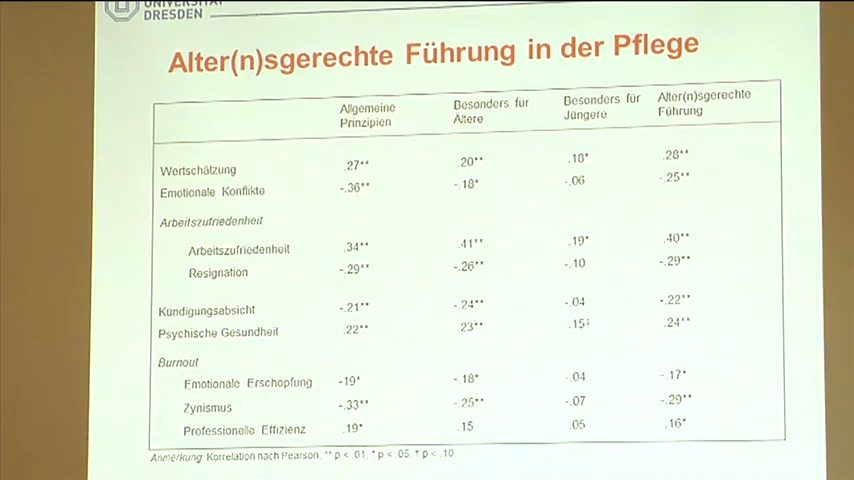 UNIVERSITÄT
DRESDEN
Alter(n)sgerechte Führung in der Pflege
Allgemeine Prinzipien Besonders für Ältere Besonders für Jüngere Alter(n)sgerechte Führung
Wertschätzung .27** .20** .18* .28**
Emotionale Konflikte -.36** -.18* -.06 -.25**
Arbeitszufriedenheit
Arbeitszufriedenheit .34** .41** .19* .40**
Resignation -.29** -.26** -.10 -.29**
Kündigungsabsicht -.21** -.24** -.04 -.22**
Psychische Gesundheit .22** .23** .15† .24**
Burnout
Emotionale Erschöpfung -19* -.18* -.04 -.17*
Zynismus -.33** -.25** -.07 -.29**
Professionelle Effizienz .19* .15 .05 .16*
Anmerkung: Korrelation nach Pearson, ** p < .01, * p < .05, † p < .10